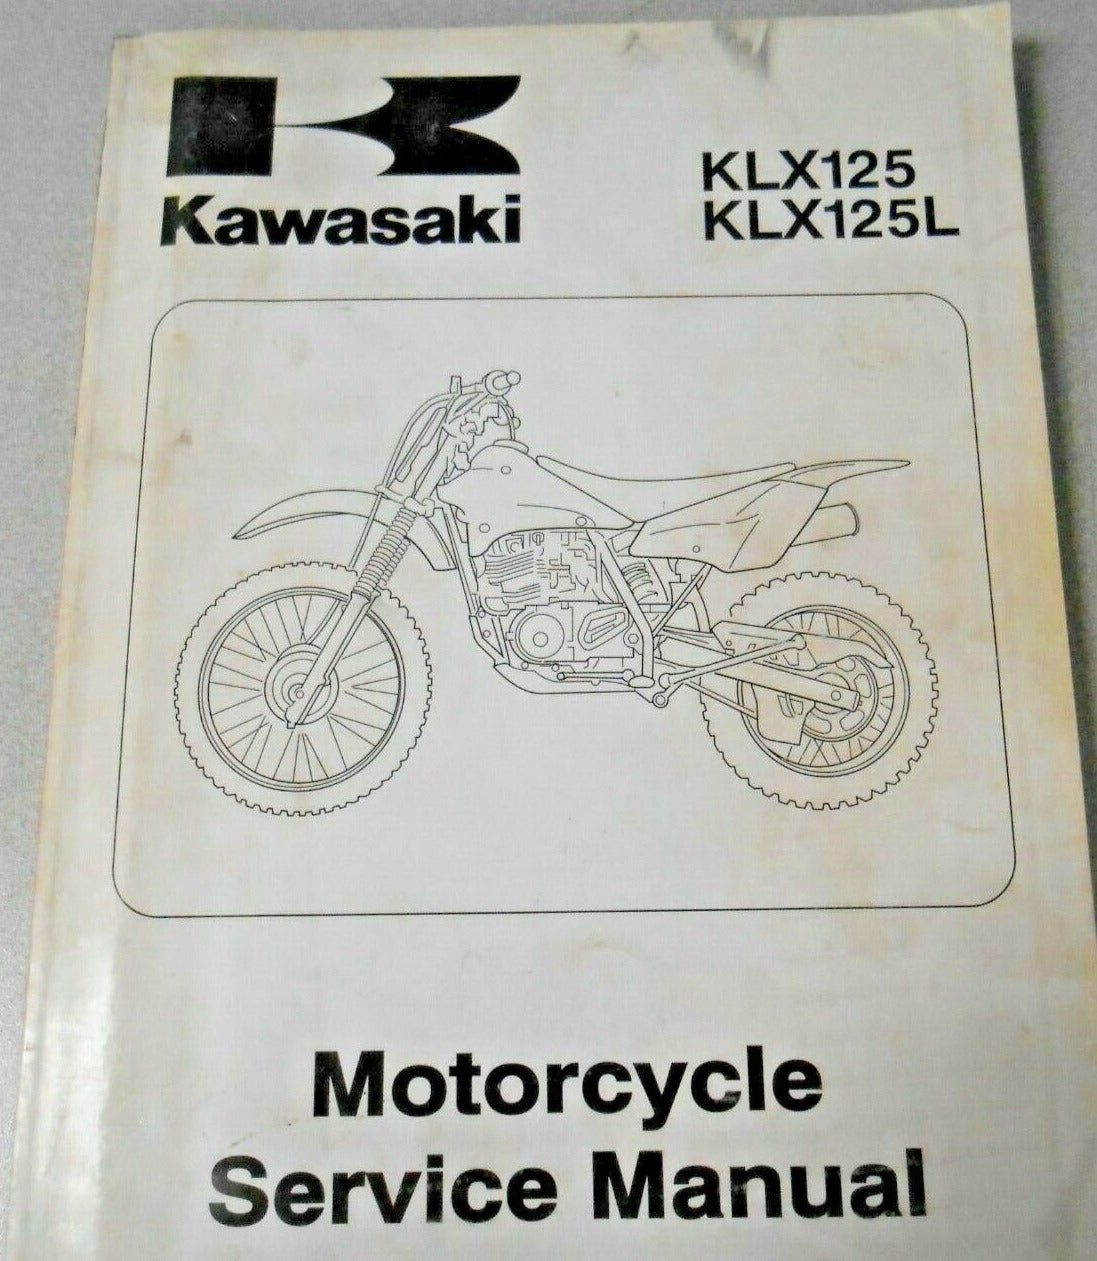 Kawasaki
KLX125
KLX125L
Motorcycle
Service Manual